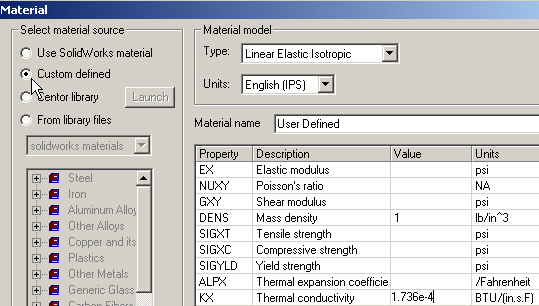 Material
Select material source
Use SolidWorks material
Custom defined
Centor library
Launch
From library files
solidworks materials
Steel
Iron
Aluminum Alloy
Other Alloys
Copper and its
Plastics
Other Metals
Generic Glass
Carbon Fibers
Material model
Type: Linear Elastic Isotropic
Units: English (IPS)
Material name User Defined
Property Description Value Units
EX Elastic modulus psi
NUXY Poisson's ratio NA
GXY Shear modulus psi
DENS Mass density 1 lb/in^3
SIGXT Tensile strength psi
SIGXC Compressive strength psi
SIGYLD Yield strength psi
ALPX Thermal expansion coefficie /Fahrenheit
KX Thermal conductivity 1.736e-4 BTU/(in.s.F)